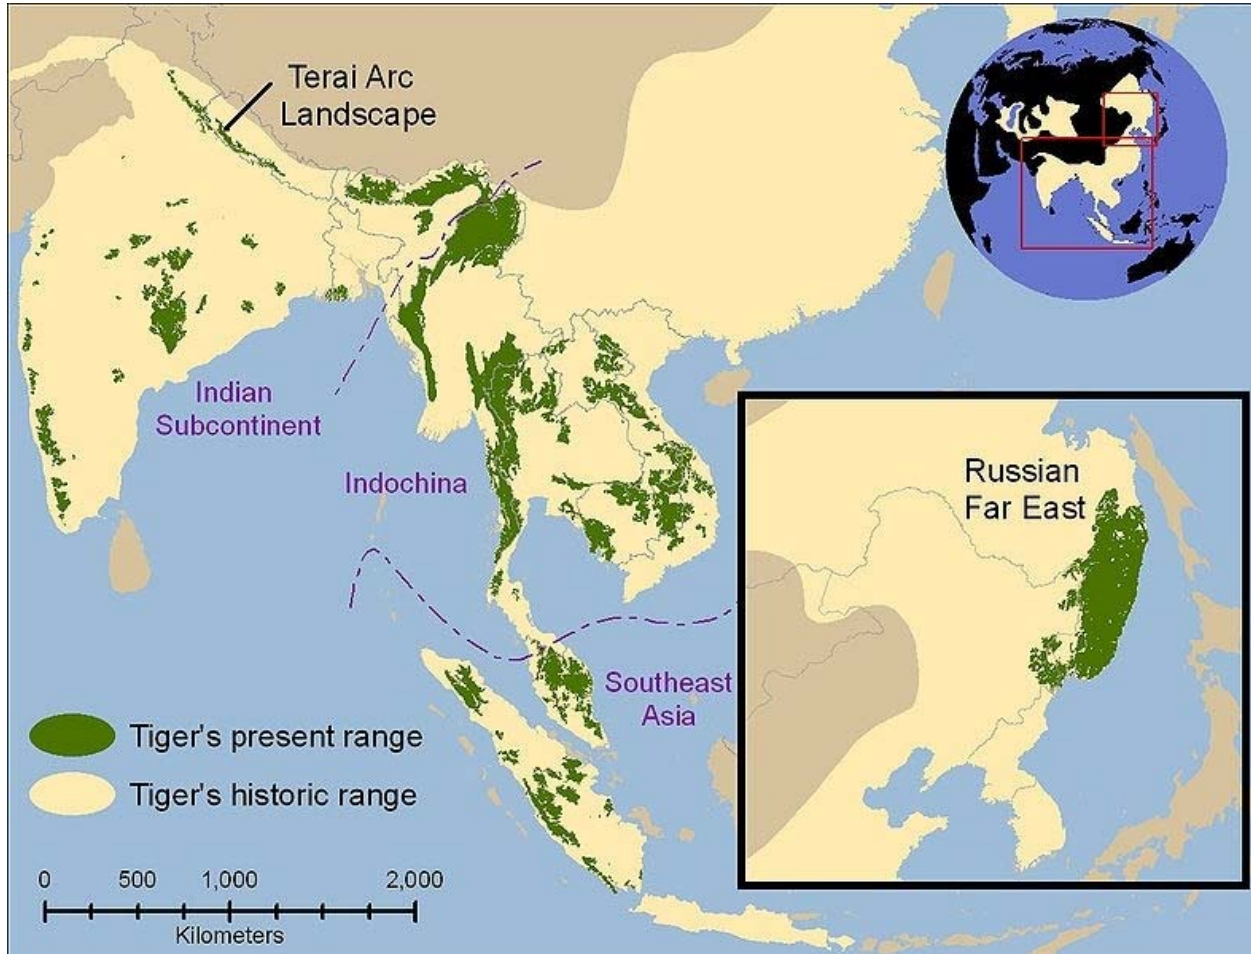 Terai Arc
Landscape
Indian
Subcontinent
Indochina
Russian
Far East
Southeast
Asia
Tiger's present range
Tiger's historic range
0 500 1,000 2,000
Kilometers